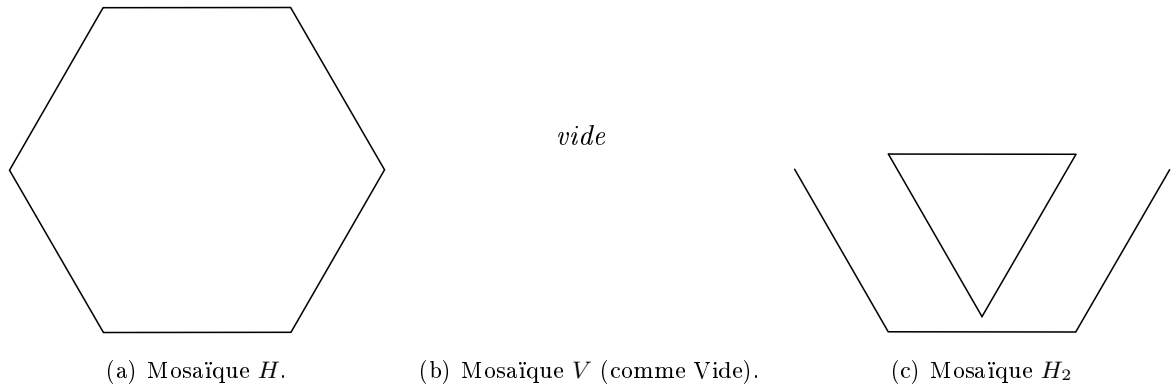 vide
(a) Mosaïque H.
(b) Mosaïque V (comme Vide).
(c) Mosaïque H₂